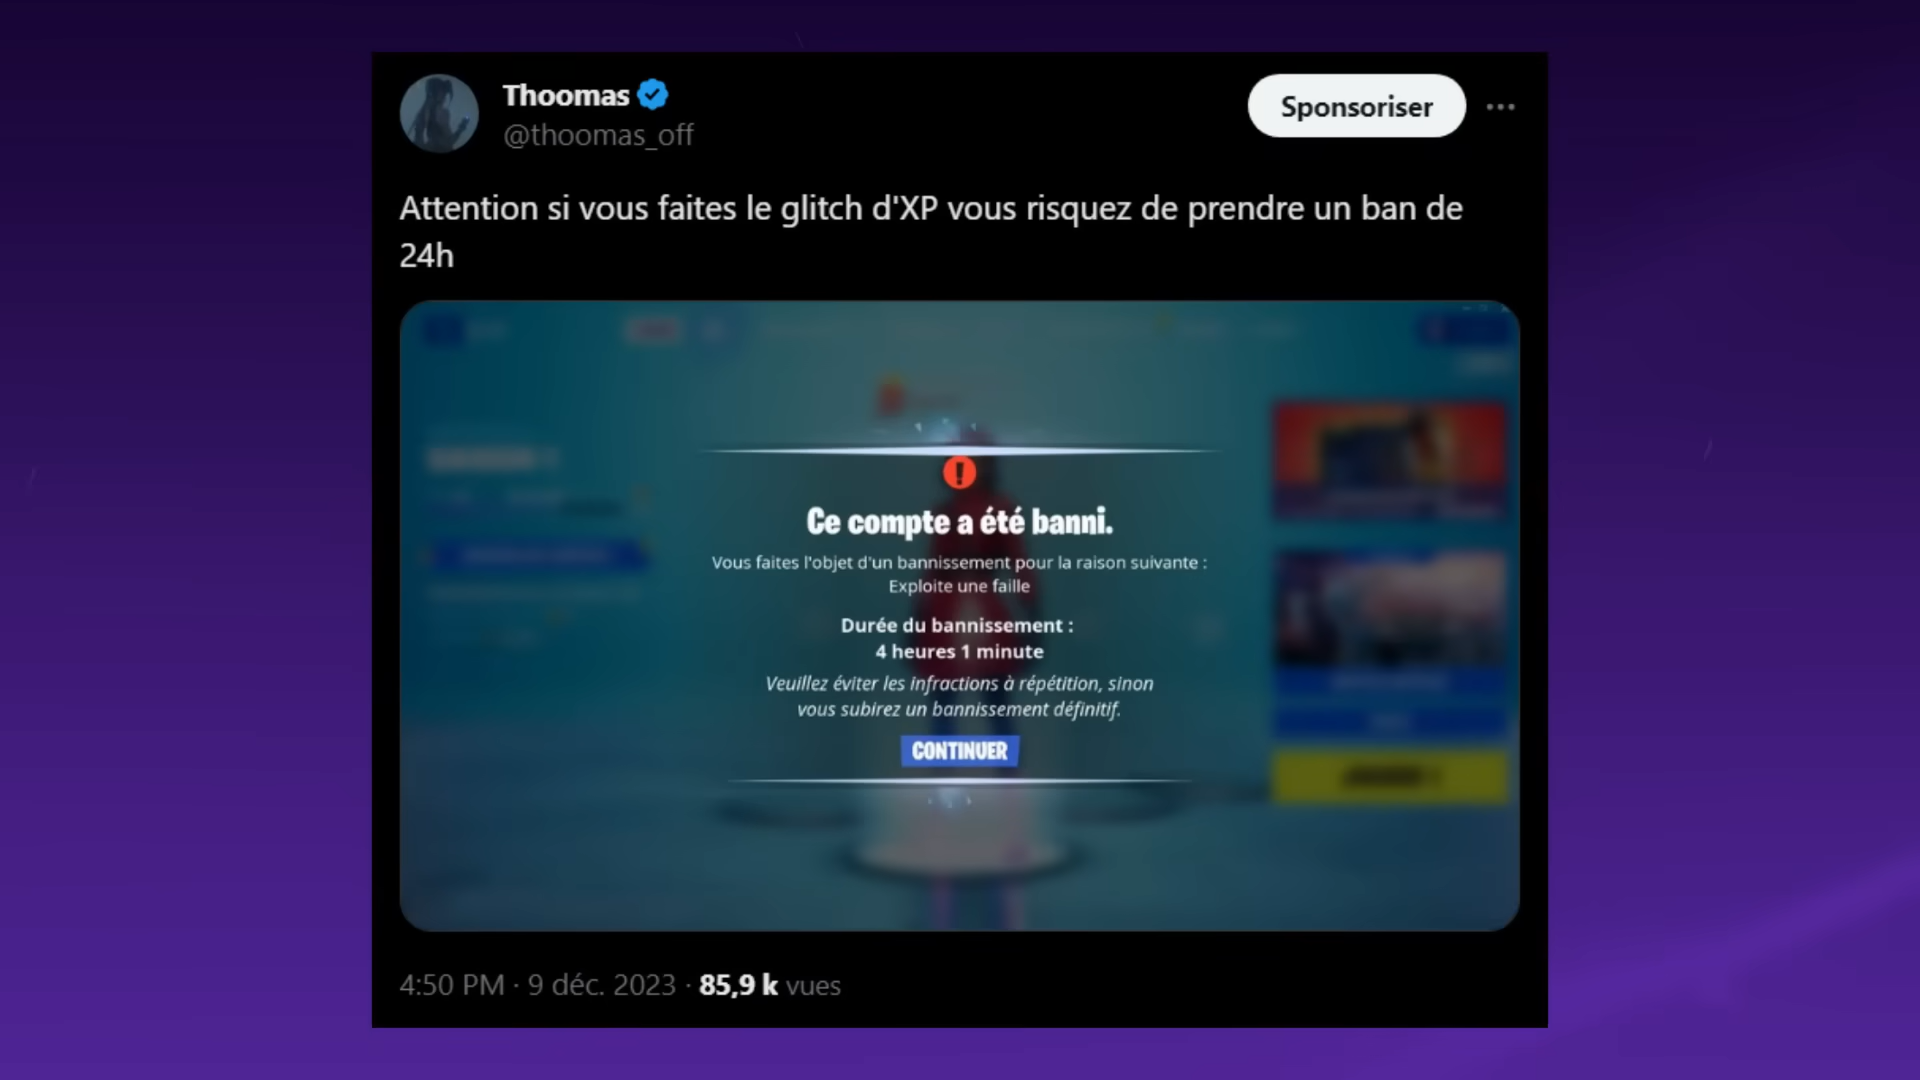 Thoomas
Sponsoriser
@thoomas_off
Attention si vous faites le glitch d'XP vous risquez de prendre un ban de
24h
Ce compte a été banni.
Vous faites l'objet d'un bannissement pour la raison suivante :
Exploite une faille
Durée du bannissement :
4 heures 1 minute
Veuillez éviter les infractions à répétition, sinon
vous subirez un bannissement définitif.
CONTINUER
4:50 PM · 9 déc. 2023 · 85,9 k vues